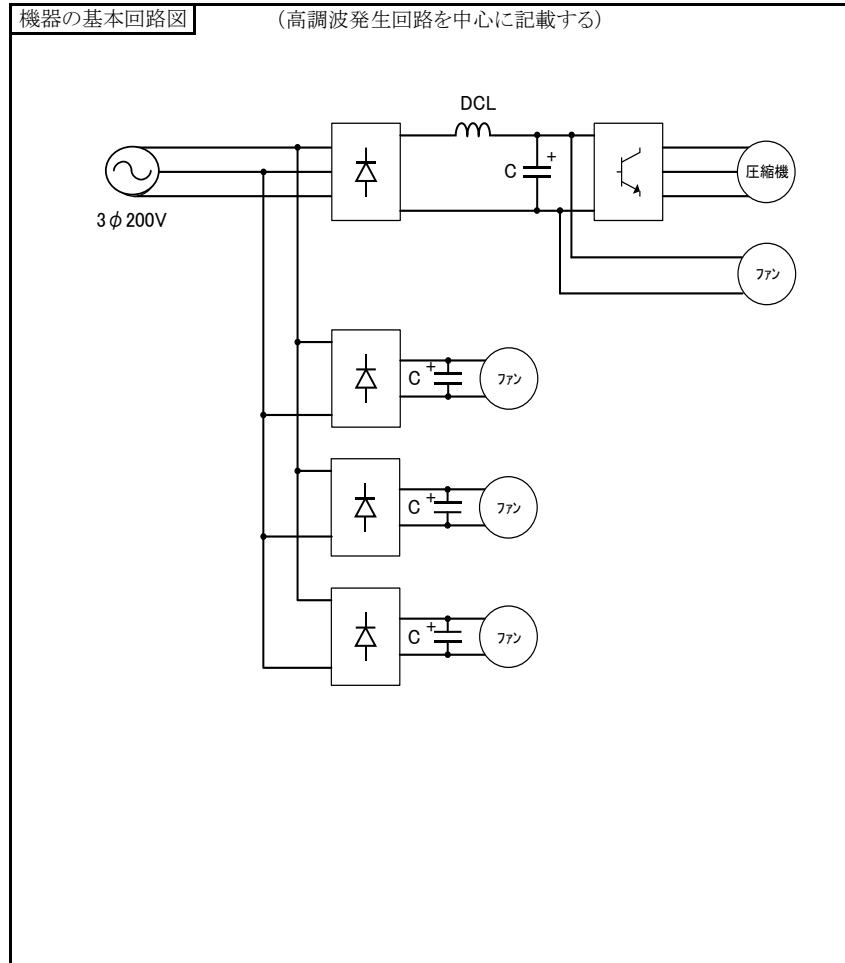 機器の基本回路図 (高調波発生回路を中心に記載する)
DCL
C +
圧縮機
3φ200V
ファン
C + ファン
C + ファン
C + ファン